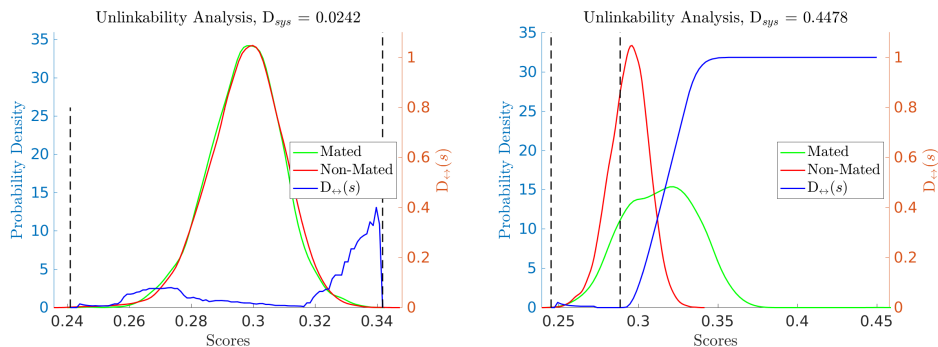 Unlinkability Analysis, D_sys = 0.0242
35
30
25
20
15
10
5
0
Probability Density
1
0.8
0.6
0.4
0.2
0
D↔(s)
Mated
Non-Mated
D↔(s)
0.24 0.26 0.28 0.3 0.32 0.34
Scores
Unlinkability Analysis, D_sys = 0.4478
35
30
25
20
15
10
5
0
Probability Density
1
0.8
0.6
0.4
0.2
0
D↔(s)
Mated
Non-Mated
D↔(s)
0.25 0.3 0.35 0.4 0.45
Scores